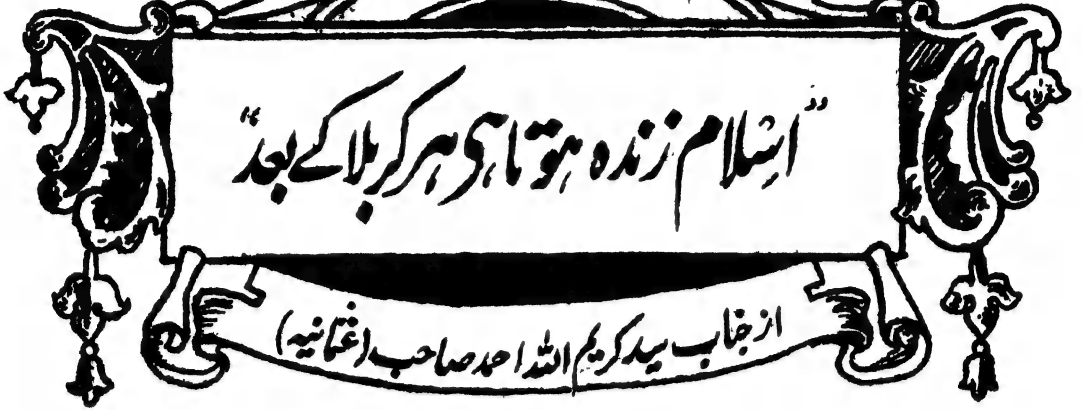 "اسلام زندہ ہوتا ہی ہر کربلا کے بعد"
از جناب سید کریم اللہ احمد صاحب (عثمانیہ)